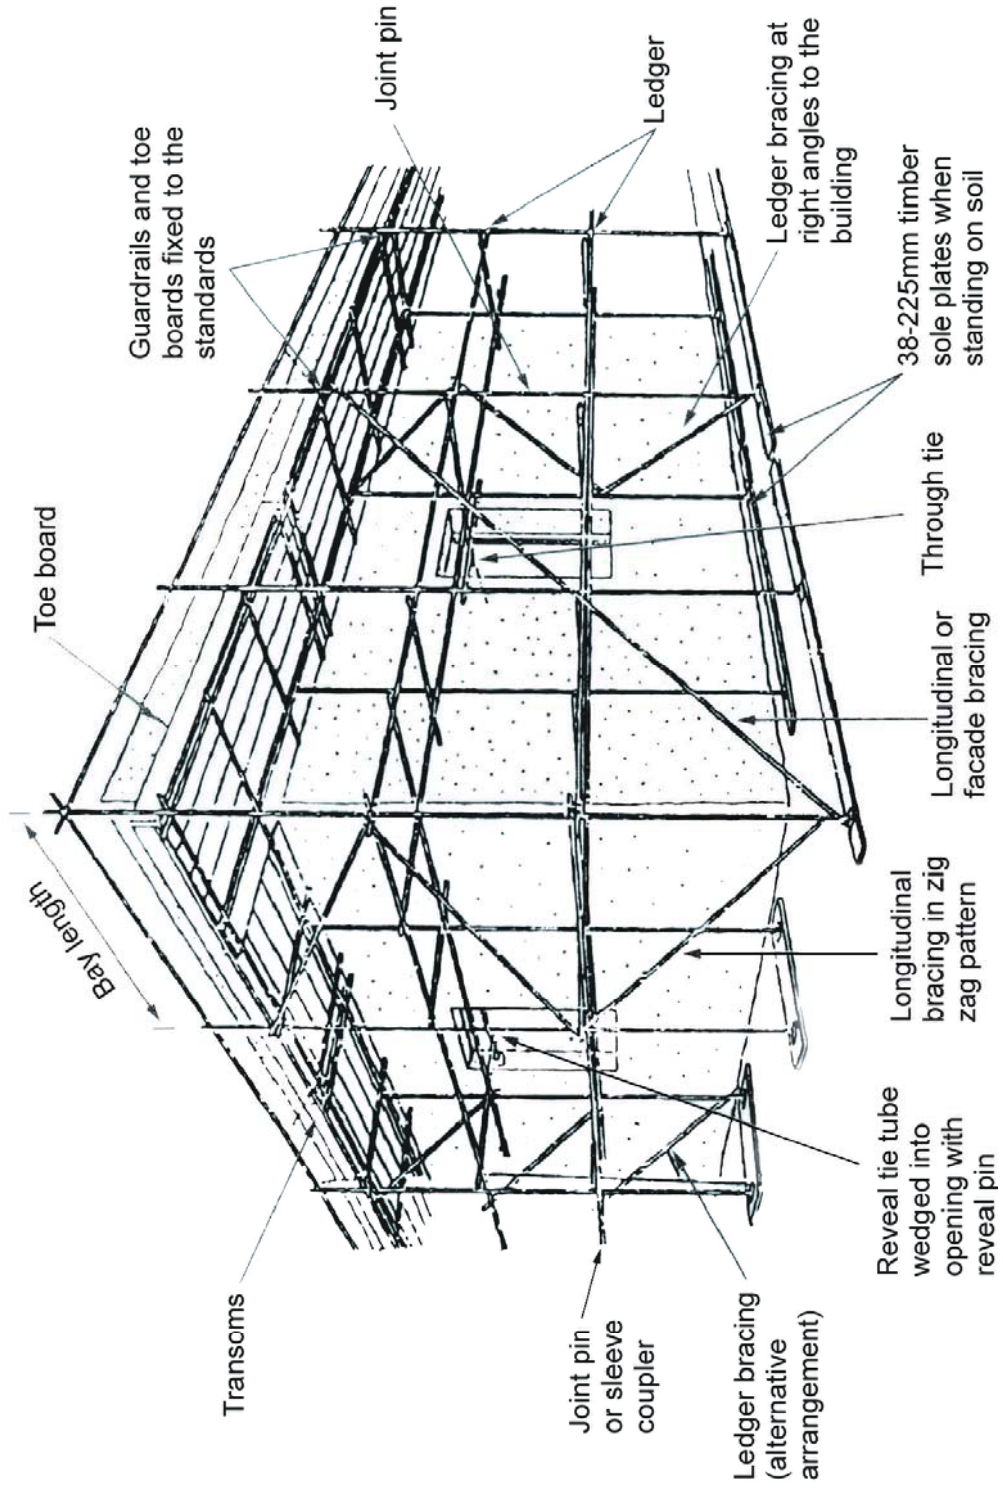 Guardrails and toe
boards fixed to the
standards
Joint pin
Toe board
Bay length
Transoms
Ledger
Ledger bracing at
right angles to the
building
38-225mm timber
sole plates when
standing on soil
Through tie
Longitudinal or
facade bracing
Longitudinal
bracing in zig
zag pattern
Reveal tie tube
wedged into
opening with
reveal pin
Joint pin
or sleeve
coupler
Ledger bracing
(alternative
arrangement)